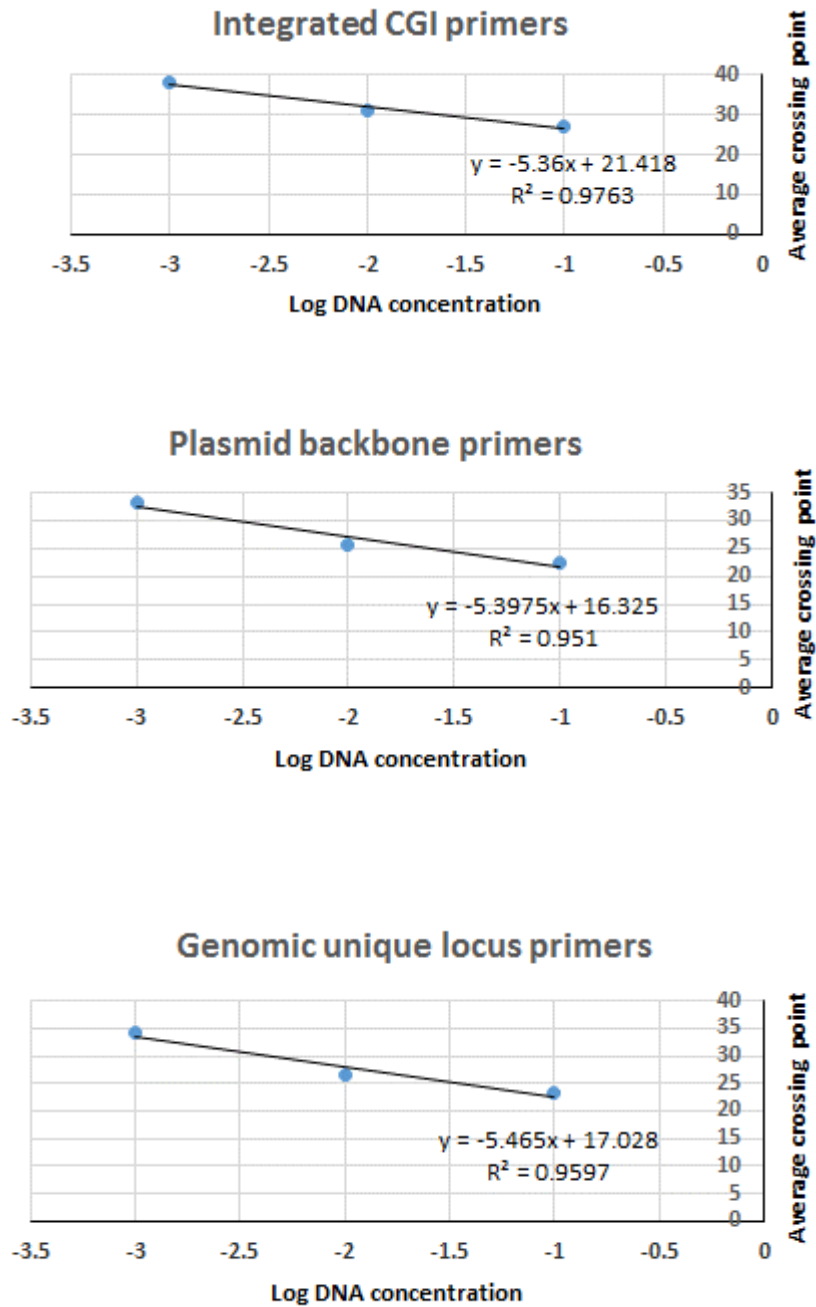 Integrated CGI primers
40
30
20
10
0
Average crossing point
y = -5.36x + 21.418
R² = 0.9763
-3.5 -3 -2.5 -2 -1.5 -1 -0.5 0
Log DNA concentration
Plasmid backbone primers
35
30
25
20
15
10
5
0
Average crossing point
y = -5.3975x + 16.325
R² = 0.951
-3.5 -3 -2.5 -2 -1.5 -1 -0.5 0
Log DNA concentration
Genomic unique locus primers
40
35
30
25
20
15
10
5
0
Average crossing point
y = -5.465x + 17.028
R² = 0.9597
-3.5 -3 -2.5 -2 -1.5 -1 -0.5 0
Log DNA concentration